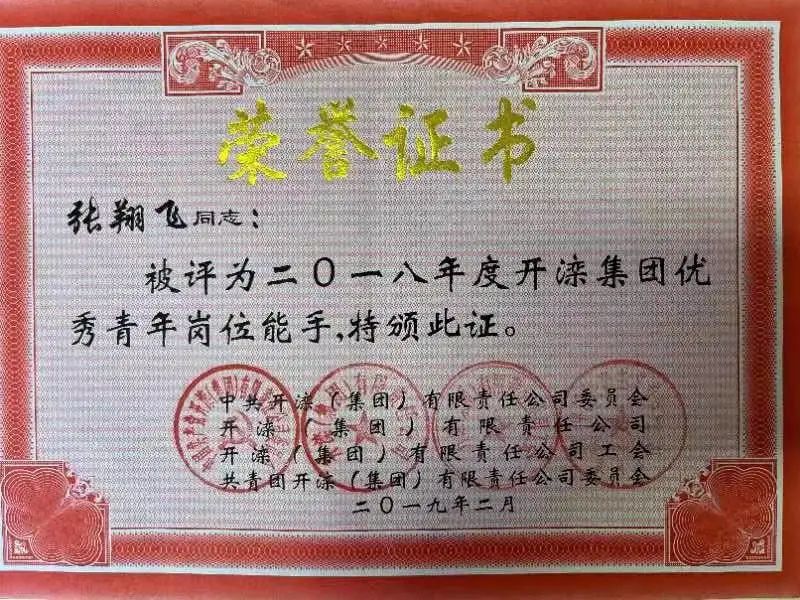 荣誉证书
张翔飞同志：
被评为二〇一八年度开滦集团优
秀青年岗位能手,特颁此证。
中共开滦（集团）有限责任公司委员会
开滦（集团）有限责任公司
开滦（集团）有限责任公司工会
共青团开滦（集团）有限责任公司委员会
二〇一九年二月